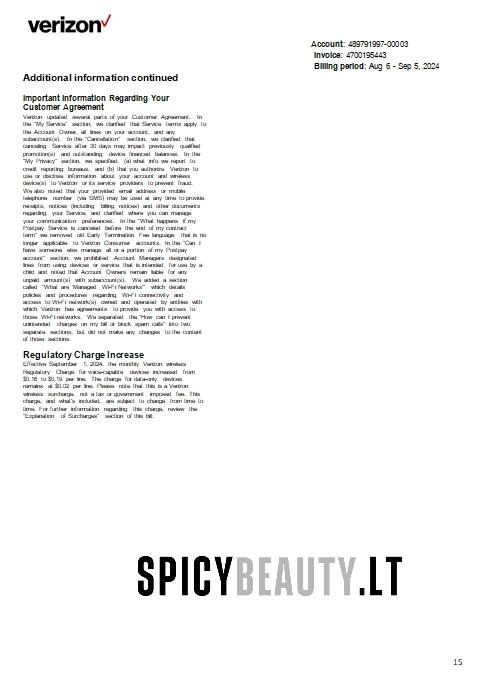 verizon
Account: 489791997-00003
Invoice: 4700195443
Billing period: Aug 6 - Sep 5, 2024
Additional information continued
Important Information Regarding Your
Customer Agreement
Verizon updated several parts of your Customer Agreement. In
the "My Service" section, we clarified that Service terms apply to
the Account Owner, all lines on your account, and any
subaccount(s). In the "Cancellation" section, we clarified that
canceling Service after 30 days may impact previously qualified
promotion(s) and outstanding device financed balances. In the
"My Privacy" section, we specified, (a) what info we report to
credit reporting bureaus, and (b) that you authorize Verizon to
use or disclose information about your account and wireless
device(s) to Verizon or its service providers to prevent fraud.
We also noted that your provided email address or mobile
telephone number (via SMS) may be used at any time to provide
receipts, notices (including billing notices) and other documents
regarding your Service, and clarified where you can manage
your communication preferences. In the "What happens if my
Postpay Service is canceled before the end of my contract
term" we removed old Early Termination Fee language that is no
longer applicable to Verizon Consumer accounts. In the "Can I
have someone else manage all or a portion of my Postpay
account" section, we prohibited Account Managers designated
lines from using devices or service that is intended for use by a
child and noted that Account Owners remain liable for any
unpaid amount(s) with subaccount(s). We added a section
called "What are 'Managed Wi-Fi Networks'" which details
policies and procedures regarding Wi-Fi connectivity and
access to Wi-Fi network(s) owned and operated by entities with
which Verizon has agreements to provide you with access to
those Wi-Fi networks. We separated the "How can I prevent
unintended charges on my bill or block spam calls" into two
separate sections, but did not make any changes to the content
of those sections.
Regulatory Charge Increase
Effective September 1, 2024, the monthly Verizon wireless
Regulatory Charge for voice-capable devices increased from
$0.16 to $0.19 per line. The charge for data-only devices
remains at $0.02 per line. Please note that this is a Verizon
wireless surcharge, not a tax or government imposed fee. This
charge, and what's included, are subject to change from time to
time. For further information regarding this charge, review the
"Explanation of Surcharges" section of this bill.
SPICYBEAUTY.LT
15